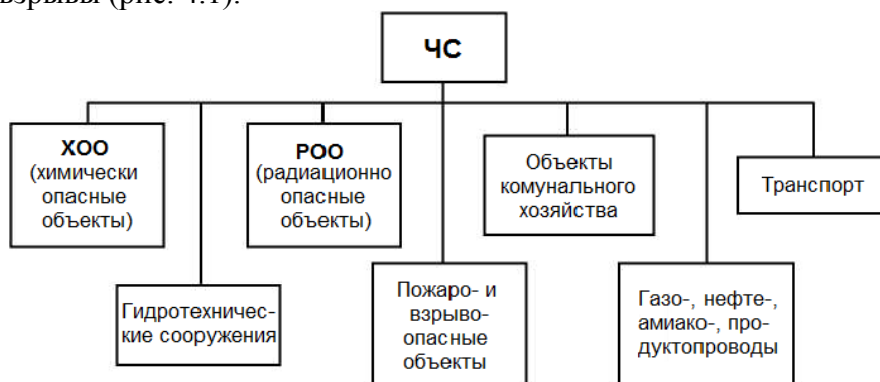 взрывы (рис. 4.1).
ЧС
ХОО
(химически
опасные
объекты)
РОО
(радиационно
опасные
объекты)
Объекты
комунального
хозяйства
Транспорт
Гидротехничес-
кие сооружения
Пожаро- и
взрыво-
опасные
объекты
Газо-, нефте-,
амиако-, про-
дуктопроводы